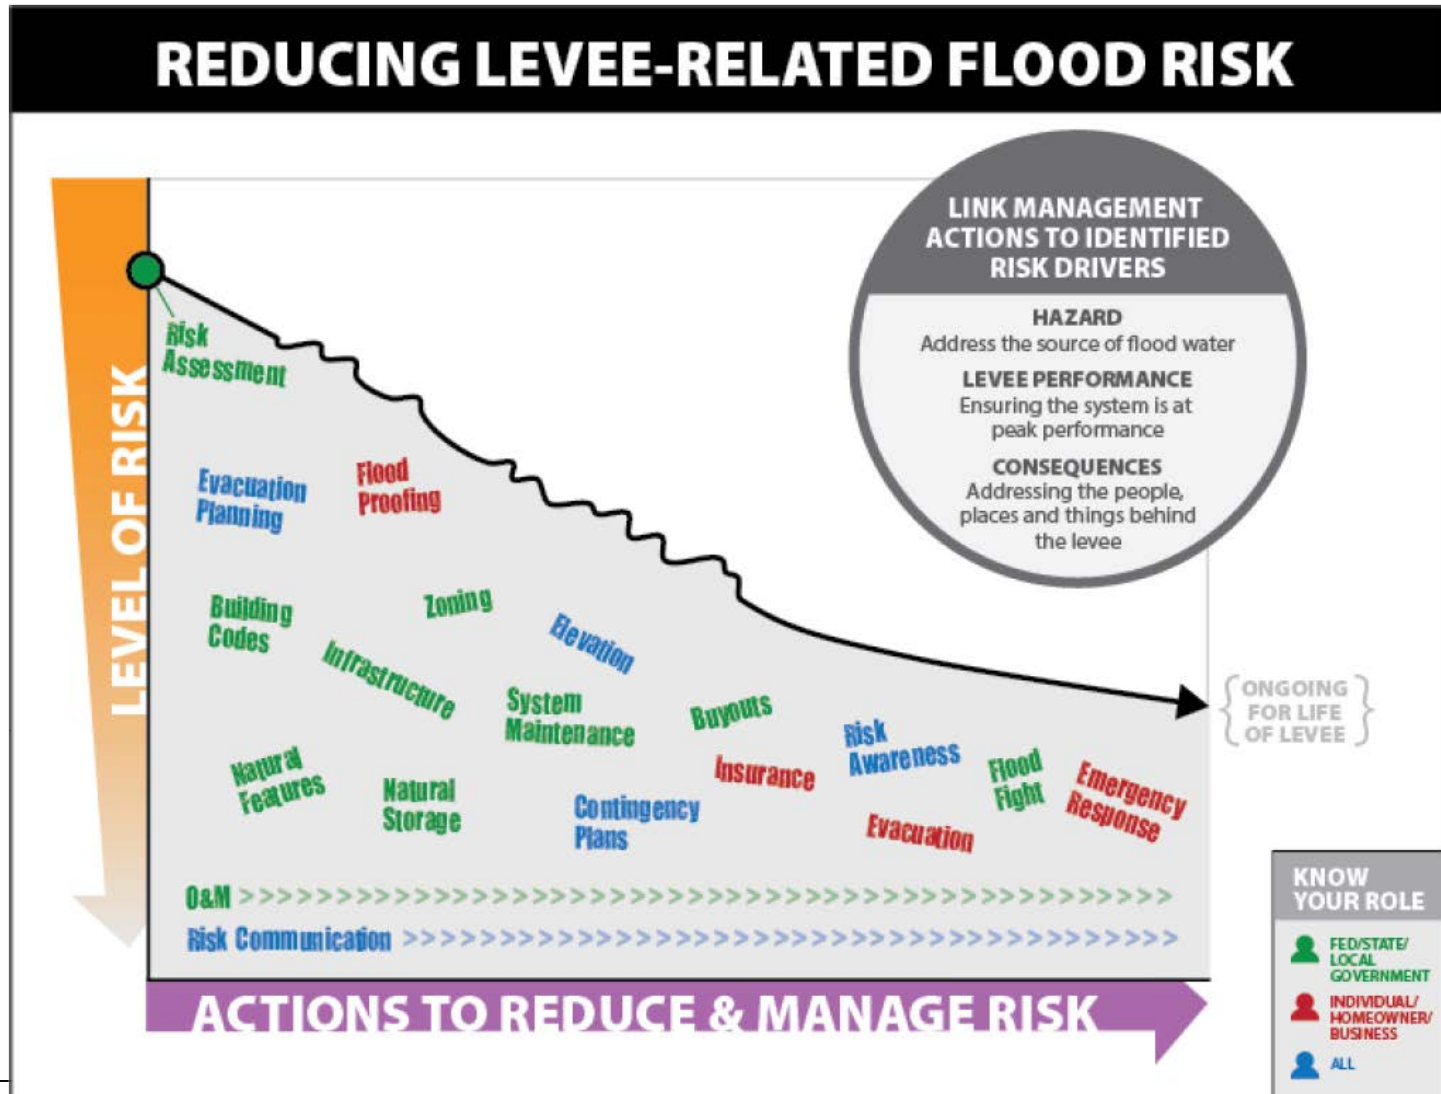 REDUCING LEVEE-RELATED FLOOD RISK
LINK MANAGEMENT
ACTIONS TO IDENTIFIED
RISK DRIVERS
HAZARD
Address the source of flood water
LEVEE PERFORMANCE
Ensuring the system is at
peak performance
CONSEQUENCES
Addressing the people,
places and things behind
the levee
LEVEL OF RISK
Risk
Assessment
Evacuation
Planning
Flood
Proofing
Building
Codes
Zoning
Elevation
Infrastructure
System
Maintenance
Buyouts
Risk
Awareness
Natural
Features
Natural
Storage
Contingency
Plans
Insurance
Evacuation
Flood
Fight
Emergency
Response
{ONGOING
FOR LIFE
OF LEVEE}
O&M >>>>>>>>>>>>>>>>>>>>>>>>>>>>>>>>>>>>>>>>>>>>>>>
Risk Communication >>>>>>>>>>>>>>>>>>>>>>>>>>>>>>>>>>>>>>>
ACTIONS TO REDUCE & MANAGE RISK
KNOW
YOUR ROLE
FED/STATE/
LOCAL
GOVERNMENT
INDIVIDUAL/
HOMEOWNER/
BUSINESS
ALL